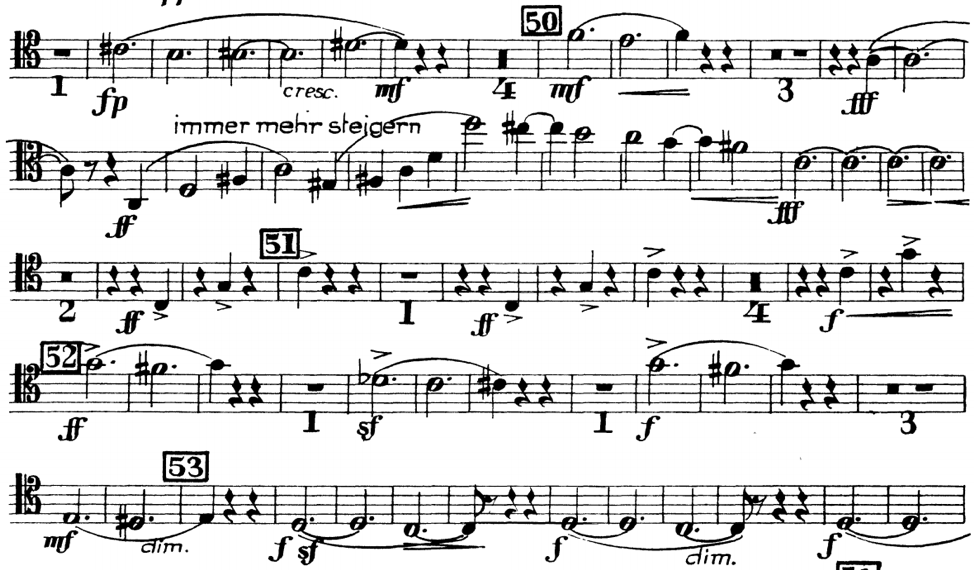 50
1 fp cresc. mf 4 mf 3 fff
immer mehr steigern
ff fff
51
2 ff 1 ff 4 f
52
ff 1 sf 1 f 3
53
mf dim. f sf f dim. f